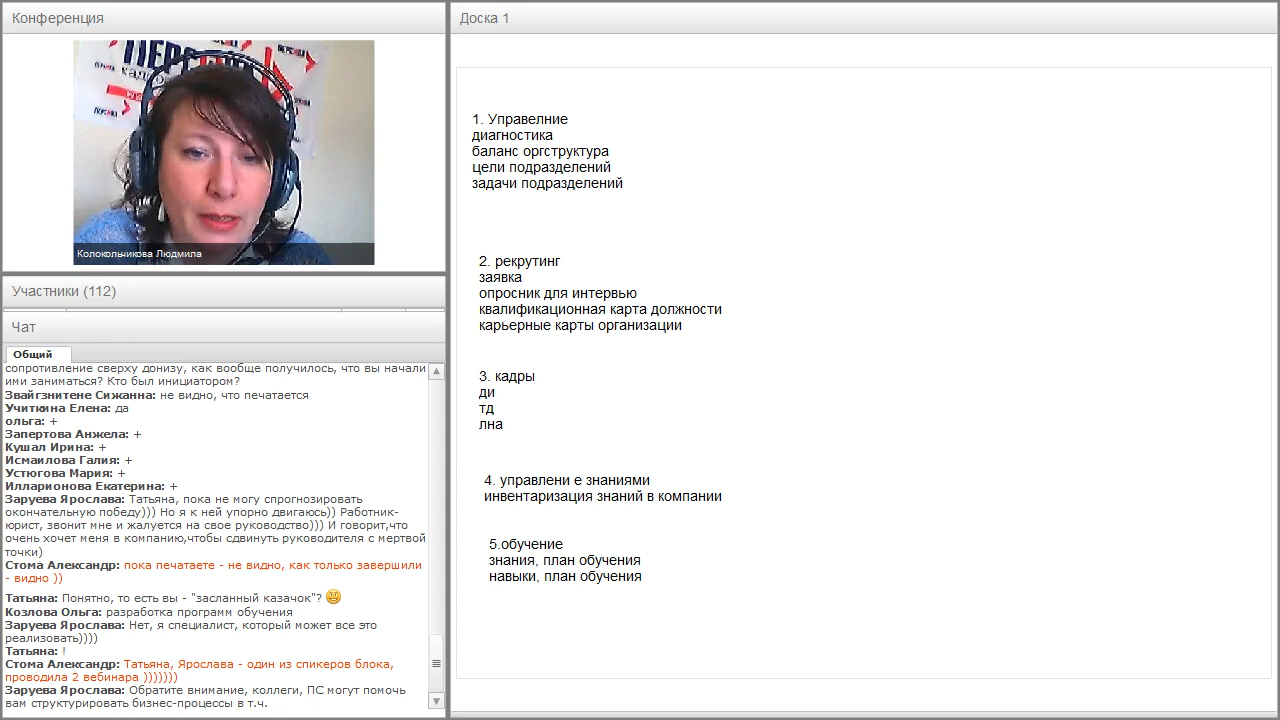 Конференция
ПЕРСОНА
ПЕРСОНА
Колокольчикова Людмила
Участники (112)
Чат
Общий
сопротивление сверху донизу, как вообще получилось, что вы начали
ими заниматься? Кто был инициатором?
Звайгзнитене Сижанна: не видно, что печатается
Учиткина Елена: да
ольга: +
Запертова Анжела: +
Кушал Ирина: +
Исмаилова Галия: +
Устюгова Мария: +
Илларионова Екатерина: +
Заруева Ярослава: Татьяна, пока не могу спрогнозировать
окончательную победу))) Но я к ней упорно двигаюсь)) Работник-
юрист, звонит мне и жалуется на свое руководство))) И говорит,что
очень хочет меня в компанию,чтобы сдвинуть руководителя с мертвой
точки)
Стома Александр: пока печатаете - не видно, как только завершили
- видно ))
Татьяна: Понятно, то есть вы - "засланный казачок"?
Козлова Ольга: разработка программ обучения
Заруева Ярослава: Нет, я специалист, который может все это
реализовать))))
Татьяна: !
Стома Александр: Татьяна, Ярослава - один из спикеров блока,
проводила 2 вебинара )))))))
Заруева Ярослава: Обратите внимание, коллеги, ПС могут помочь
вам структурировать бизнес-процессы в т.ч.
Доска 1
1. Управелние
диагностика
баланс оргструктура
цели подразделений
задачи подразделений
2. рекрутинг
заявка
опросник для интервью
квалификационная карта должности
карьерные карты организации
3. кадры
ди
тд
лна
4. управлени е знаниями
инвентаризация знаний в компании
5.обучение
знания, план обучения
навыки, план обучения